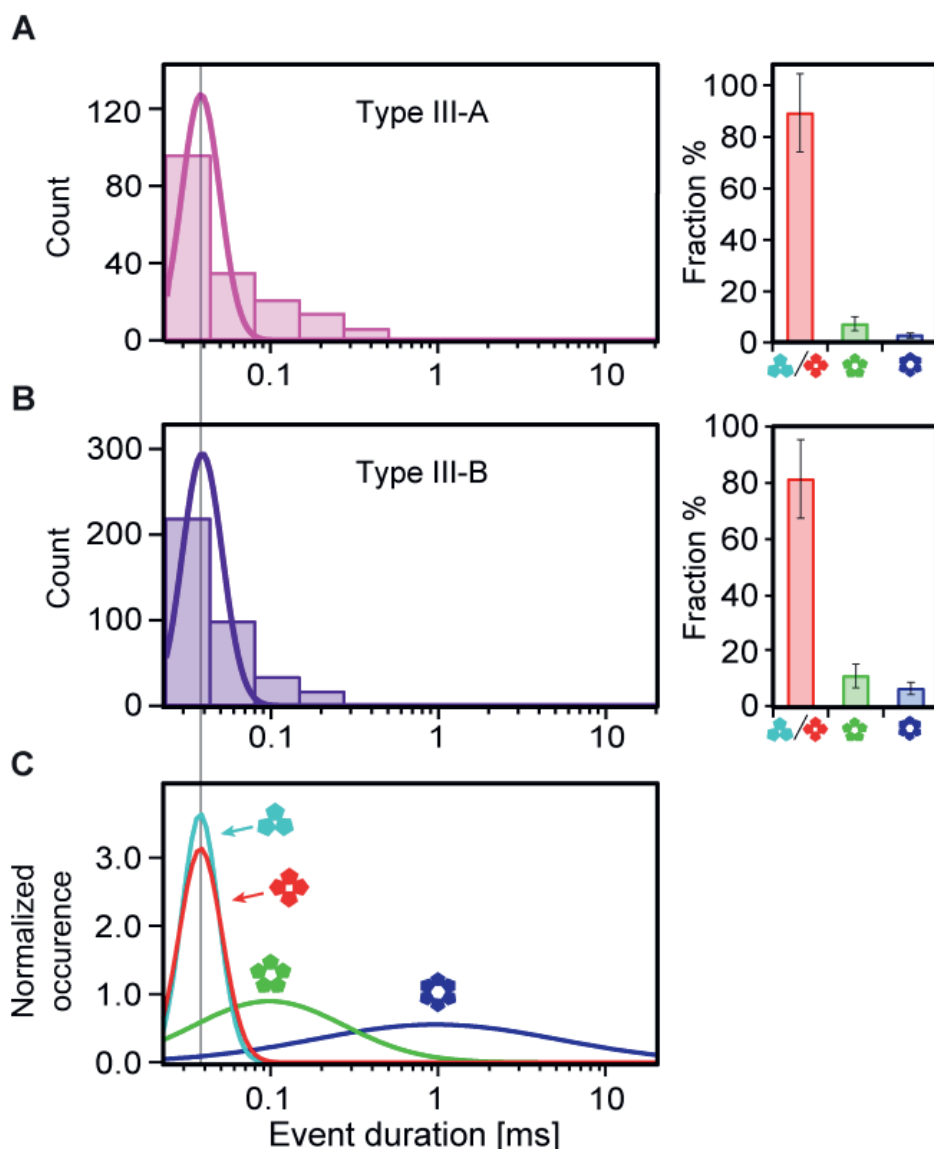 A
Count
120
80
40
0
Type III-A
0.1 1 10
Fraction %
100
80
60
40
20
0
/
B
Count
300
200
100
0
Type III-B
0.1 1 10
Fraction %
100
80
60
40
20
0
/
C
Normalized
occurence
3.0
2.0
1.0
0.0
0.1 1 10
Event duration [ms]